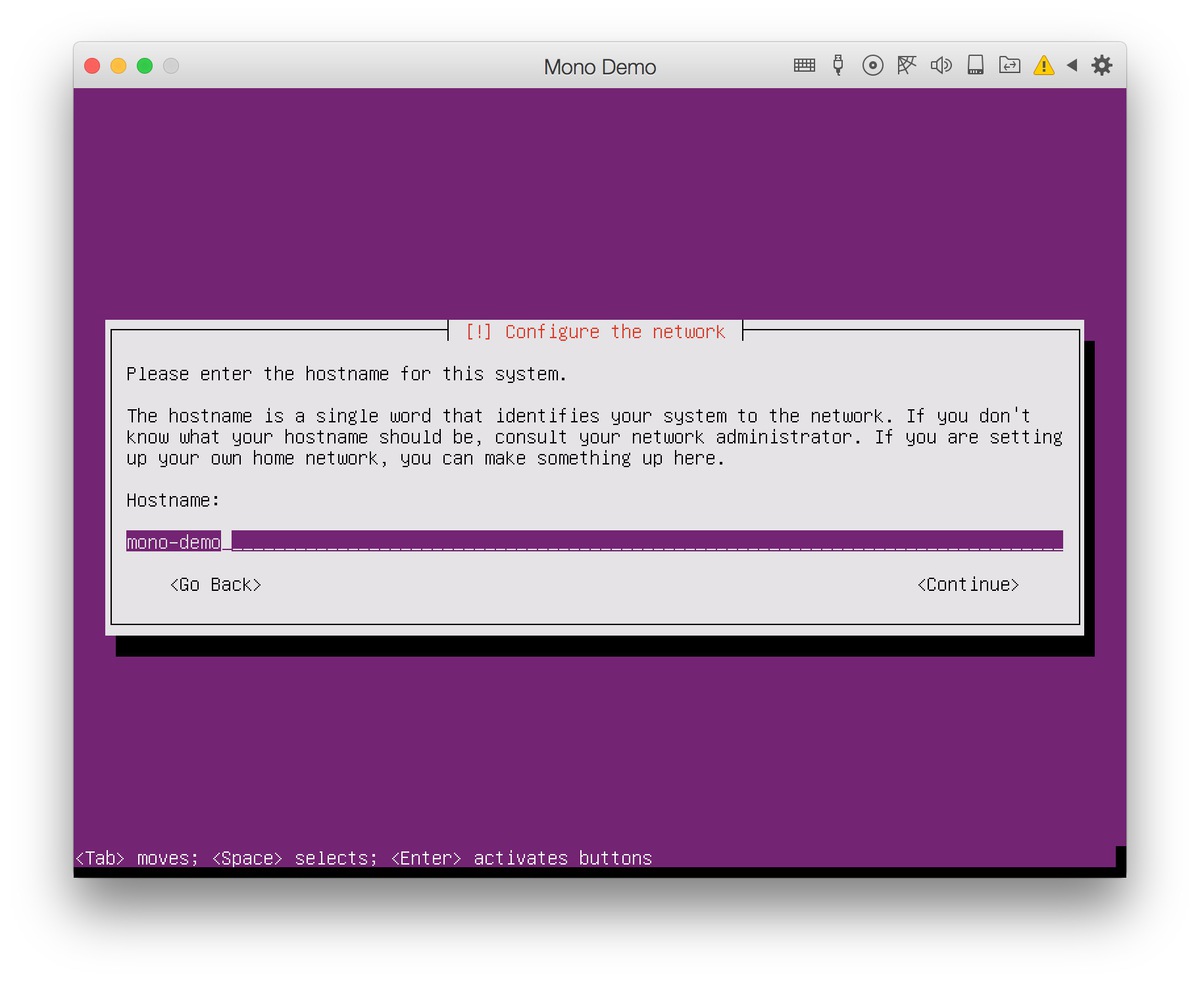 Mono Demo
[!] Configure the network
Please enter the hostname for this system.
The hostname is a single word that identifies your system to the network. If you don't
know what your hostname should be, consult your network administrator. If you are setting
up your own home network, you can make something up here.
Hostname:
mono-demo
<Go Back> <Continue>
<Tab> moves; <Space> selects; <Enter> activates buttons